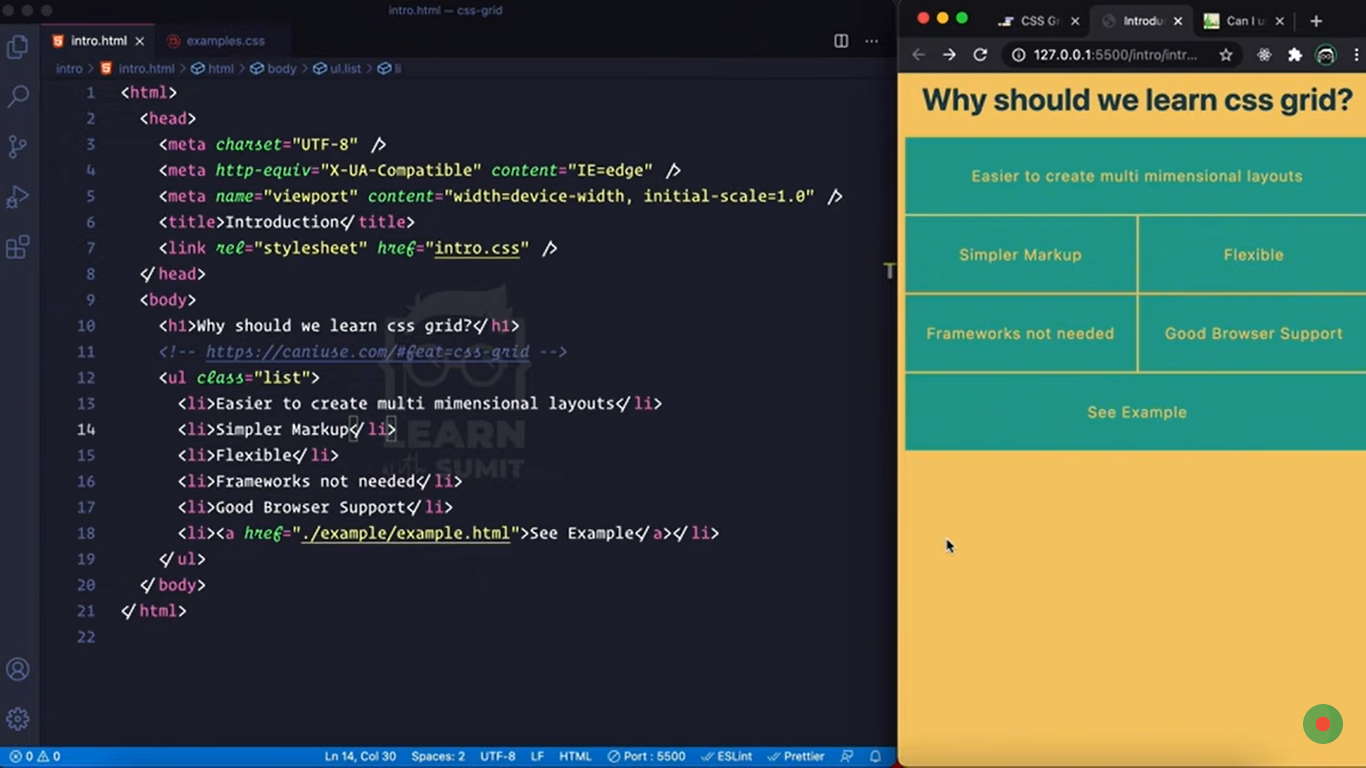 intro.html — css-grid
intro.html
examples.css
intro > intro.html > html > body > ul.list > li
1 <html>
2 <head>
3 <meta charset="UTF-8" />
4 <meta http-equiv="X-UA-Compatible" content="IE=edge" />
5 <meta name="viewport" content="width=device-width, initial-scale=1.0" />
6 <title>Introduction</title>
7 <link rel="stylesheet" href="intro.css" />
8 </head>
9 <body>
10 <h1>Why should we learn css grid?</h1>
11 <!-- https://caniuse.com/#feat=css-grid -->
12 <ul class="list">
13 <li>Easier to create multi mimensional layouts</li>
14 <li>Simpler Markup</li>
15 <li>Flexible</li>
16 <li>Frameworks not needed</li>
17 <li>Good Browser Support</li>
18 <li><a href="./example/example.html">See Example</a></li>
19 </ul>
20 </body>
21 </html>
22
LEARN
with SUMIT
0 0
Ln 14, Col 30 Spaces: 2 UTF-8 LF HTML Port : 5500 ESLint Prettier
T
CSS Gr
Introdu
Can I u
127.0.0.1:5500/intro/intr...
Why should we learn css grid?
Easier to create multi mimensional layouts
Simpler Markup
Flexible
Frameworks not needed
Good Browser Support
See Example